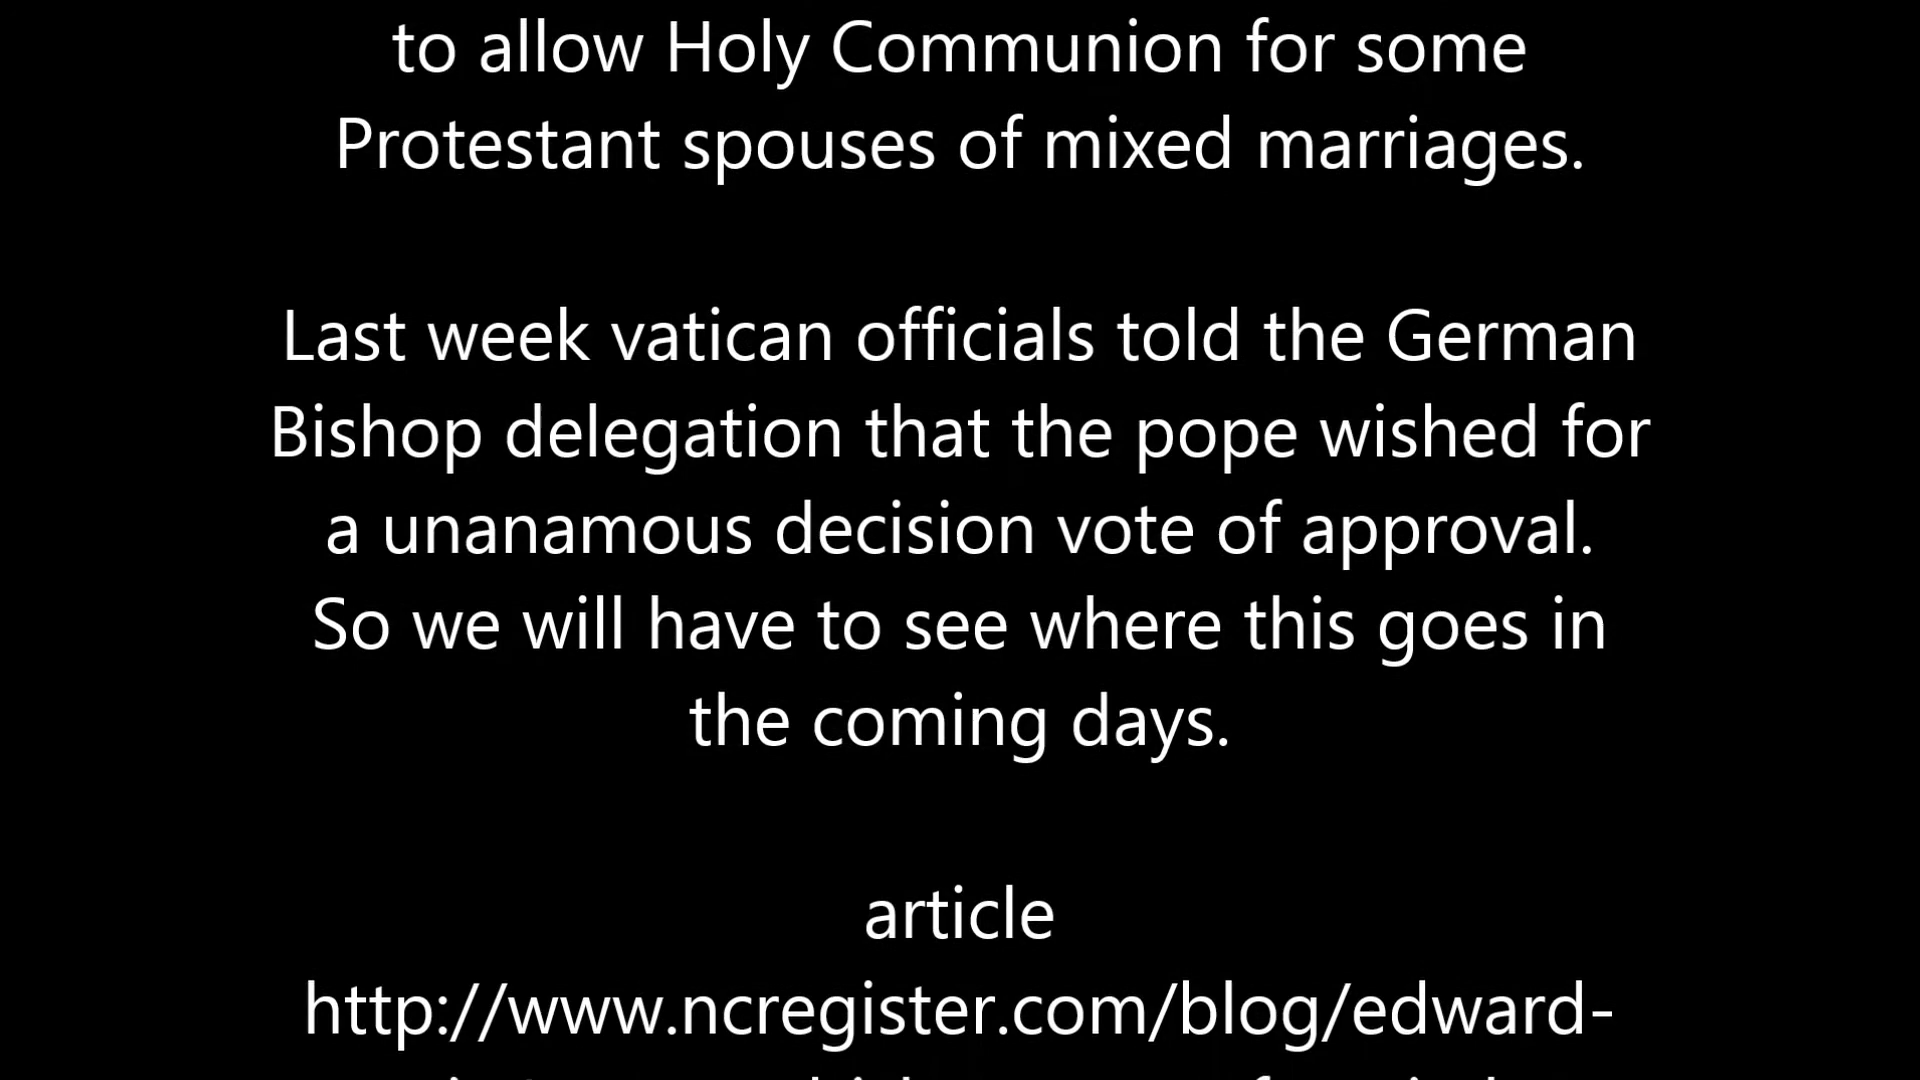 to allow Holy Communion for some
Protestant spouses of mixed marriages.
Last week vatican officials told the German
Bishop delegation that the pope wished for
a unanamous decision vote of approval.
So we will have to see where this goes in
the coming days.
article
http://www.ncregister.com/blog/edward-